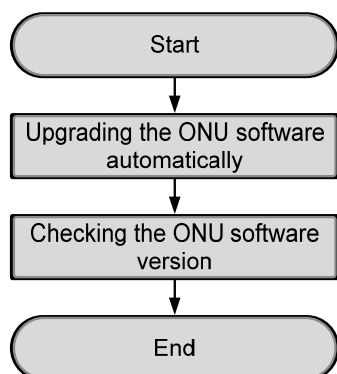 Start
Upgrading the ONU software
automatically
Checking the ONU software
version
End